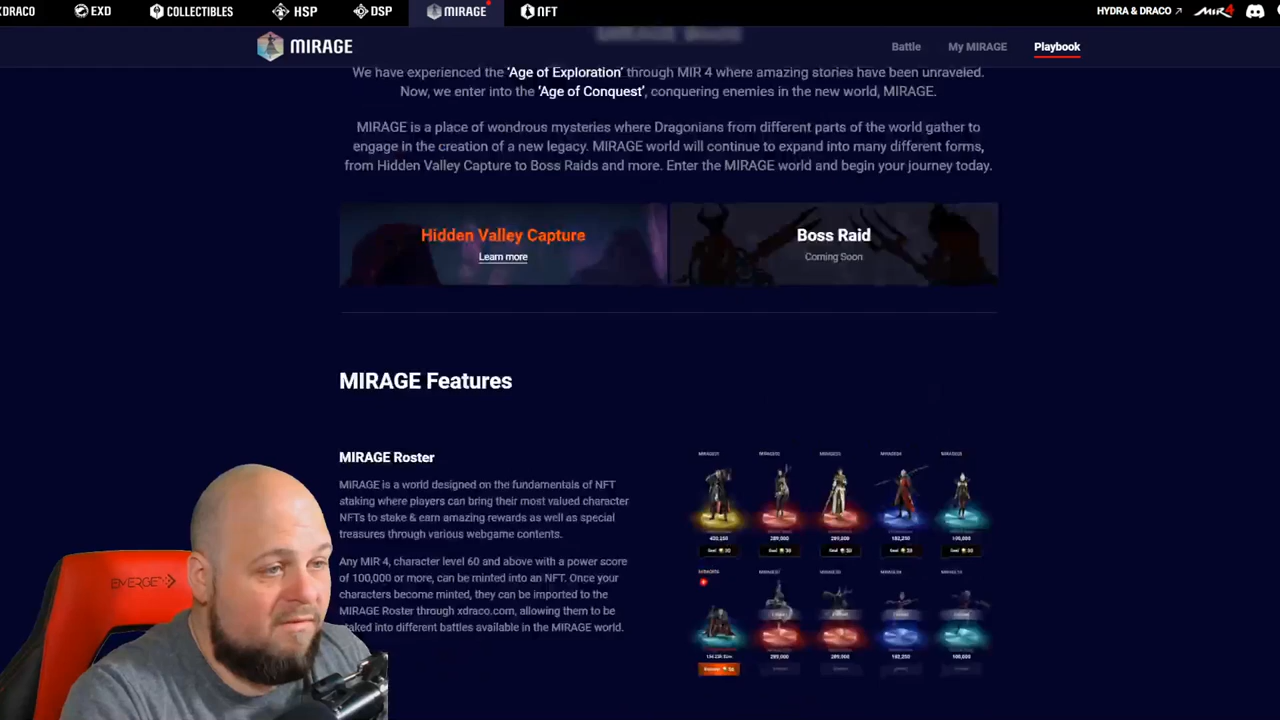 XDRACO EXD COLLECTIBLES HSP DSP MIRAGE NFT HYDRA & DRACO MIR4
MIRAGE Battle My MIRAGE Playbook
We have experienced the 'Age of Exploration' through MIR 4 where amazing stories have been unraveled.
Now, we enter into the 'Age of Conquest', conquering enemies in the new world, MIRAGE.
MIRAGE is a place of wondrous mysteries where Dragonians from different parts of the world gather to
engage in the creation of a new legacy. MIRAGE world will continue to expand into many different forms,
from Hidden Valley Capture to Boss Raids and more. Enter the MIRAGE world and begin your journey today.
Hidden Valley Capture
Learn more
Boss Raid
Coming Soon
MIRAGE Features
MIRAGE Roster
MIRAGE is a world designed on the fundamentals of NFT
staking where players can bring their most valued character
NFTs to stake & earn amazing rewards as well as special
treasures through various webgame contents.
Any MIR 4, character level 60 and above with a power score
of 100,000 or more, can be minted into an NFT. Once your
characters become minted, they can be imported to the
MIRAGE Roster through xdraco.com, allowing them to be
staked into different battles available in the MIRAGE world.
EMERGE